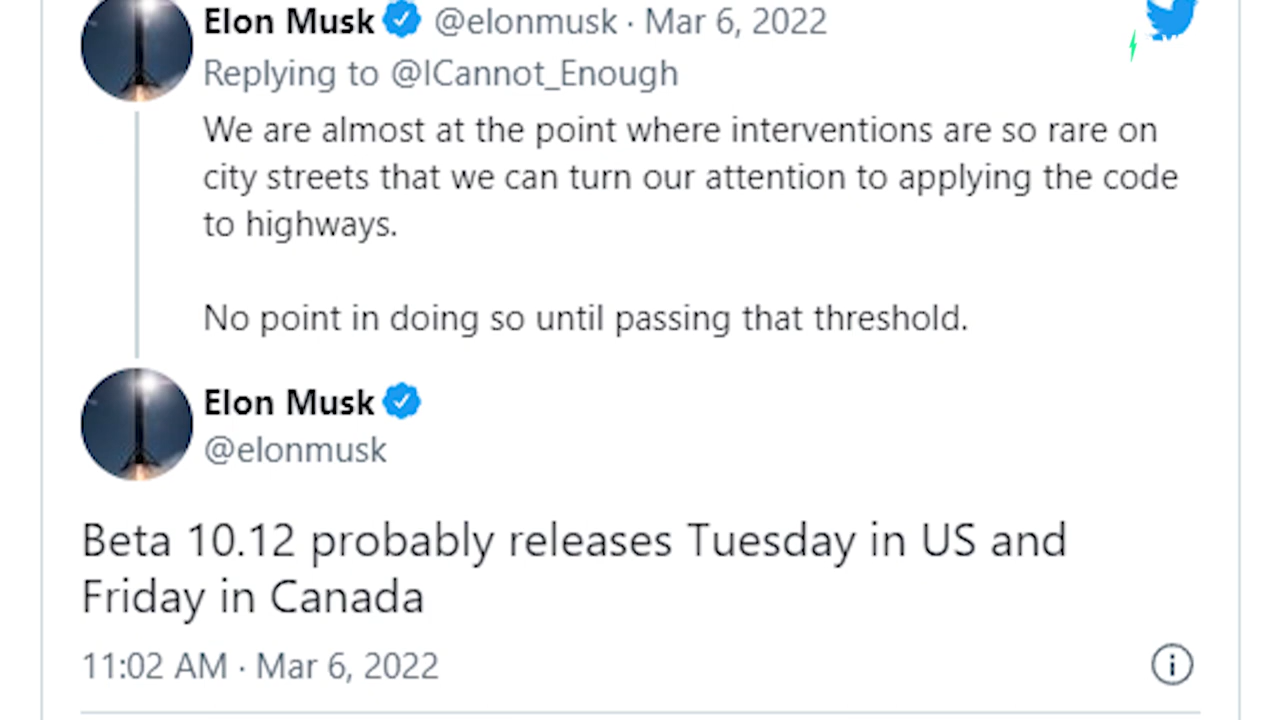 Elon Musk @elonmusk · Mar 6, 2022
Replying to @ICannot_Enough
We are almost at the point where interventions are so rare on
city streets that we can turn our attention to applying the code
to highways.
No point in doing so until passing that threshold.
Elon Musk
@elonmusk
Beta 10.12 probably releases Tuesday in US and
Friday in Canada
11:02 AM · Mar 6, 2022